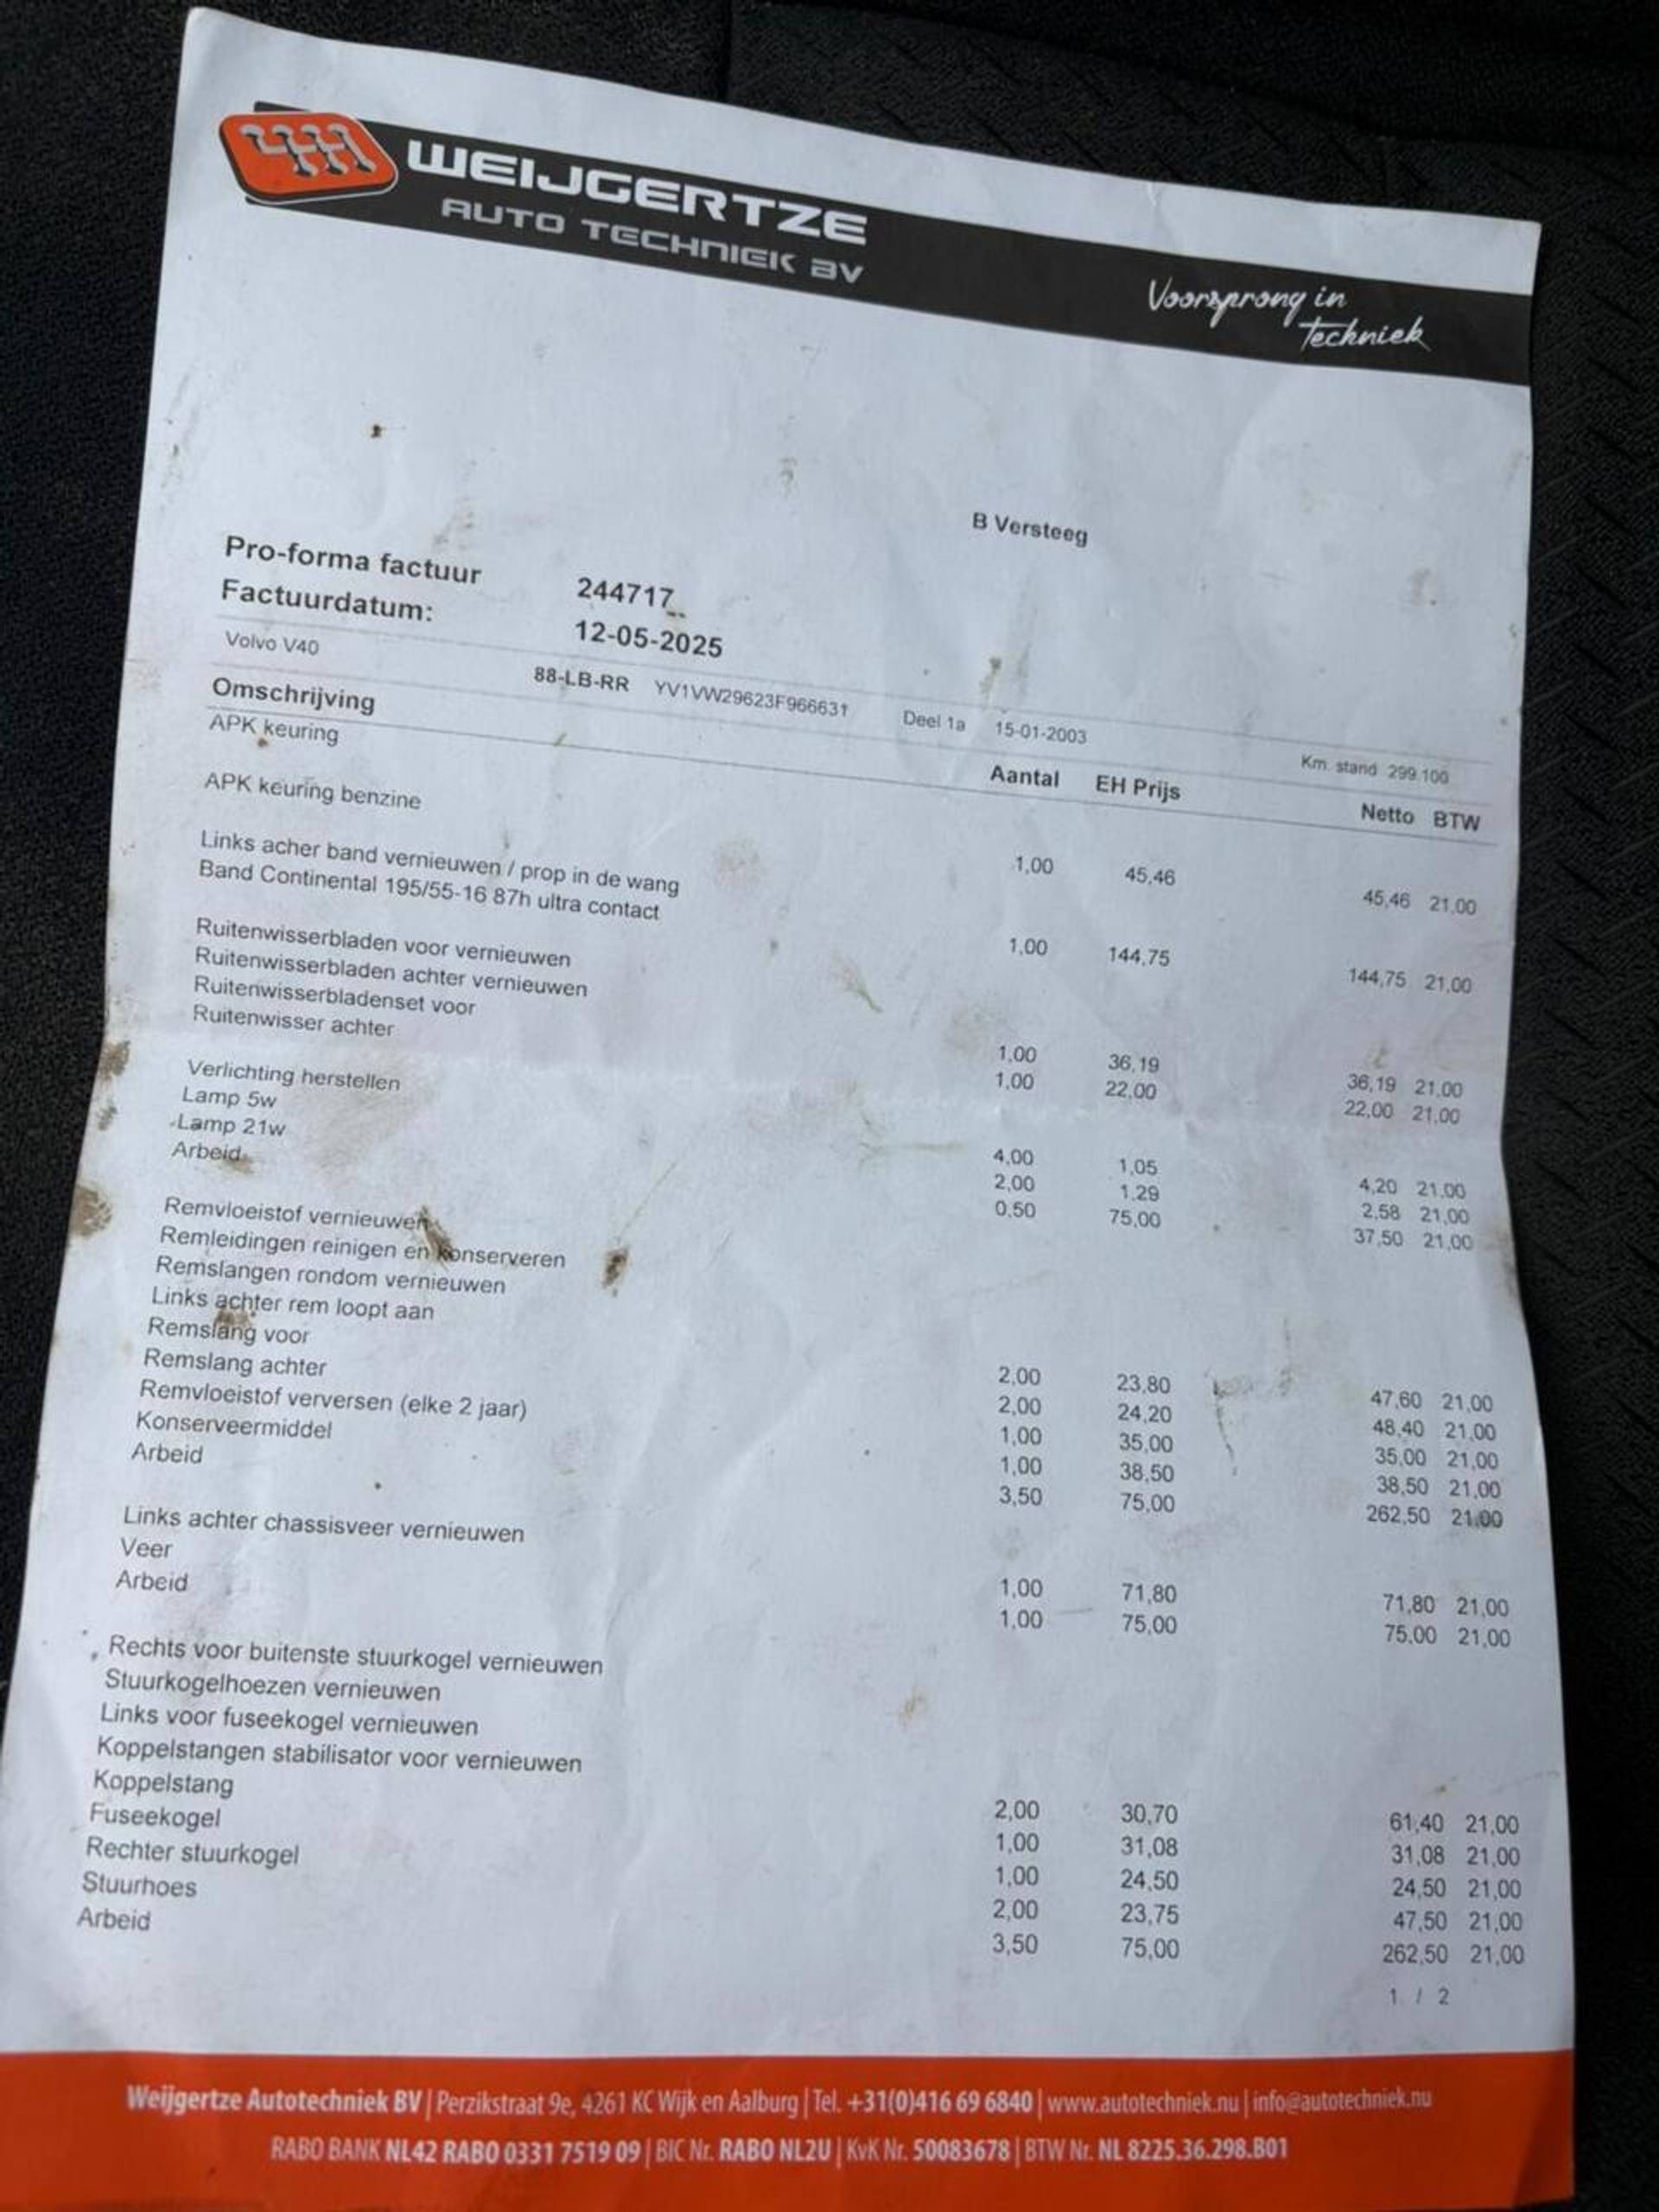 WEIJGERTZE
AUTO TECHNIEK BV
Voorsprong in
Techniek
B Versteeg
Pro-forma factuur 244717
Factuurdatum: 12-05-2025
Volvo V40 88-LB-RR YV1VW29623F966631 Deel 1a 15-01-2003 Km. stand 299.100
Omschrijving Aantal EH Prijs Netto BTW
APK keuring
APK keuring benzine 1,00 45,46 45,46 21,00
Links acher band vernieuwen / prop in de wang
Band Continental 195/55-16 87h ultra contact 1,00 144,75 144,75 21,00
Ruitenwisserbladen voor vernieuwen
Ruitenwisserbladen achter vernieuwen
Ruitenwisserbladenset voor 1,00 36,19 36,19 21,00
Ruitenwisser achter 1,00 22,00 22,00 21,00
Verlichting herstellen
Lamp 5w 4,00 1,05 4,20 21,00
Lamp 21w 2,00 1,29 2,58 21,00
Arbeid 0,50 75,00 37,50 21,00
Remvloeistof vernieuwen
Remleidingen reinigen en konserveren
Remslangen rondom vernieuwen
Links achter rem loopt aan
Remslang voor 2,00 23,80 47,60 21,00
Remslang achter 2,00 24,20 48,40 21,00
Remvloeistof verversen (elke 2 jaar) 1,00 35,00 35,00 21,00
Konserveermiddel 1,00 38,50 38,50 21,00
Arbeid 3,50 75,00 262,50 21,00
Links achter chassisveer vernieuwen
Veer 1,00 71,80 71,80 21,00
Arbeid 1,00 75,00 75,00 21,00
Rechts voor buitenste stuurkogel vernieuwen
Stuurkogelhoezen vernieuwen
Links voor fuseekogel vernieuwen
Koppelstangen stabilisator voor vernieuwen
Koppelstang 2,00 30,70 61,40 21,00
Fuseekogel 1,00 31,08 31,08 21,00
Rechter stuurkogel 1,00 24,50 24,50 21,00
Stuurhoes 2,00 23,75 47,50 21,00
Arbeid 3,50 75,00 262,50 21,00
1 / 2
Weijgertze Autotechniek BV | Perzikstraat 9e, 4261 KC Wijk en Aalburg | Tel. +31(0)416 69 6840 | www.autotechniek.nu | info@autotechniek.nu
RABO BANK NL42 RABO 0331 7519 09 | BIC Nr. RABO NL2U | KvK Nr. 50083678 | BTW Nr. NL 8225.36.298.B01